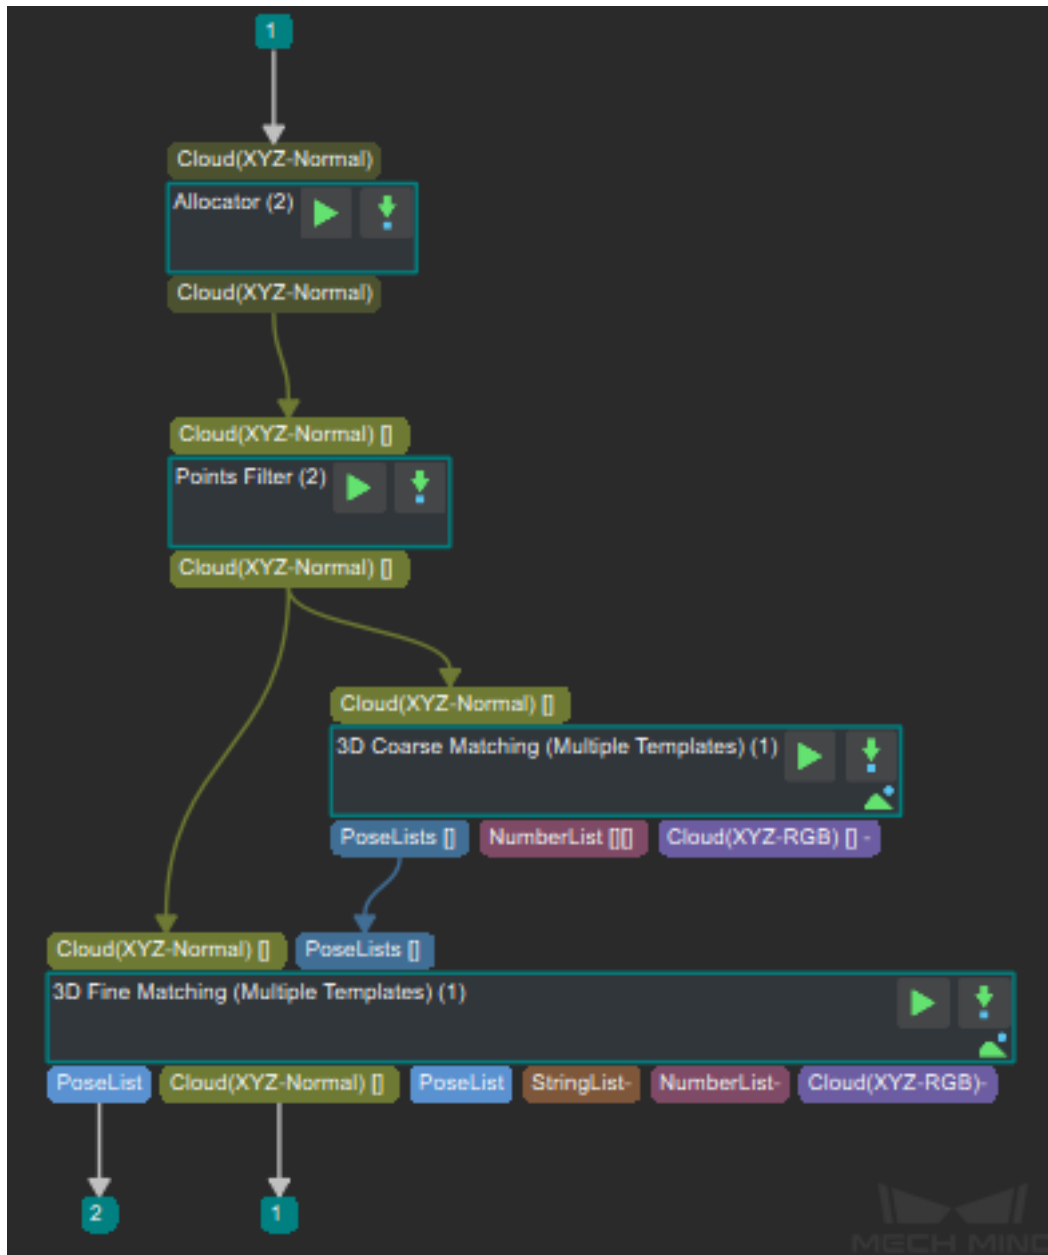 1
Cloud(XYZ-Normal)
Allocator (2)
Cloud(XYZ-Normal)
Cloud(XYZ-Normal) []
Points Filter (2)
Cloud(XYZ-Normal) []
Cloud(XYZ-Normal) []
3D Coarse Matching (Multiple Templates) (1)
PoseLists [] NumberList [][] Cloud(XYZ-RGB) [] -
Cloud(XYZ-Normal) [] PoseLists []
3D Fine Matching (Multiple Templates) (1)
PoseList Cloud(XYZ-Normal) [] PoseList StringList- NumberList- Cloud(XYZ-RGB)-
2 1
MECH MIND